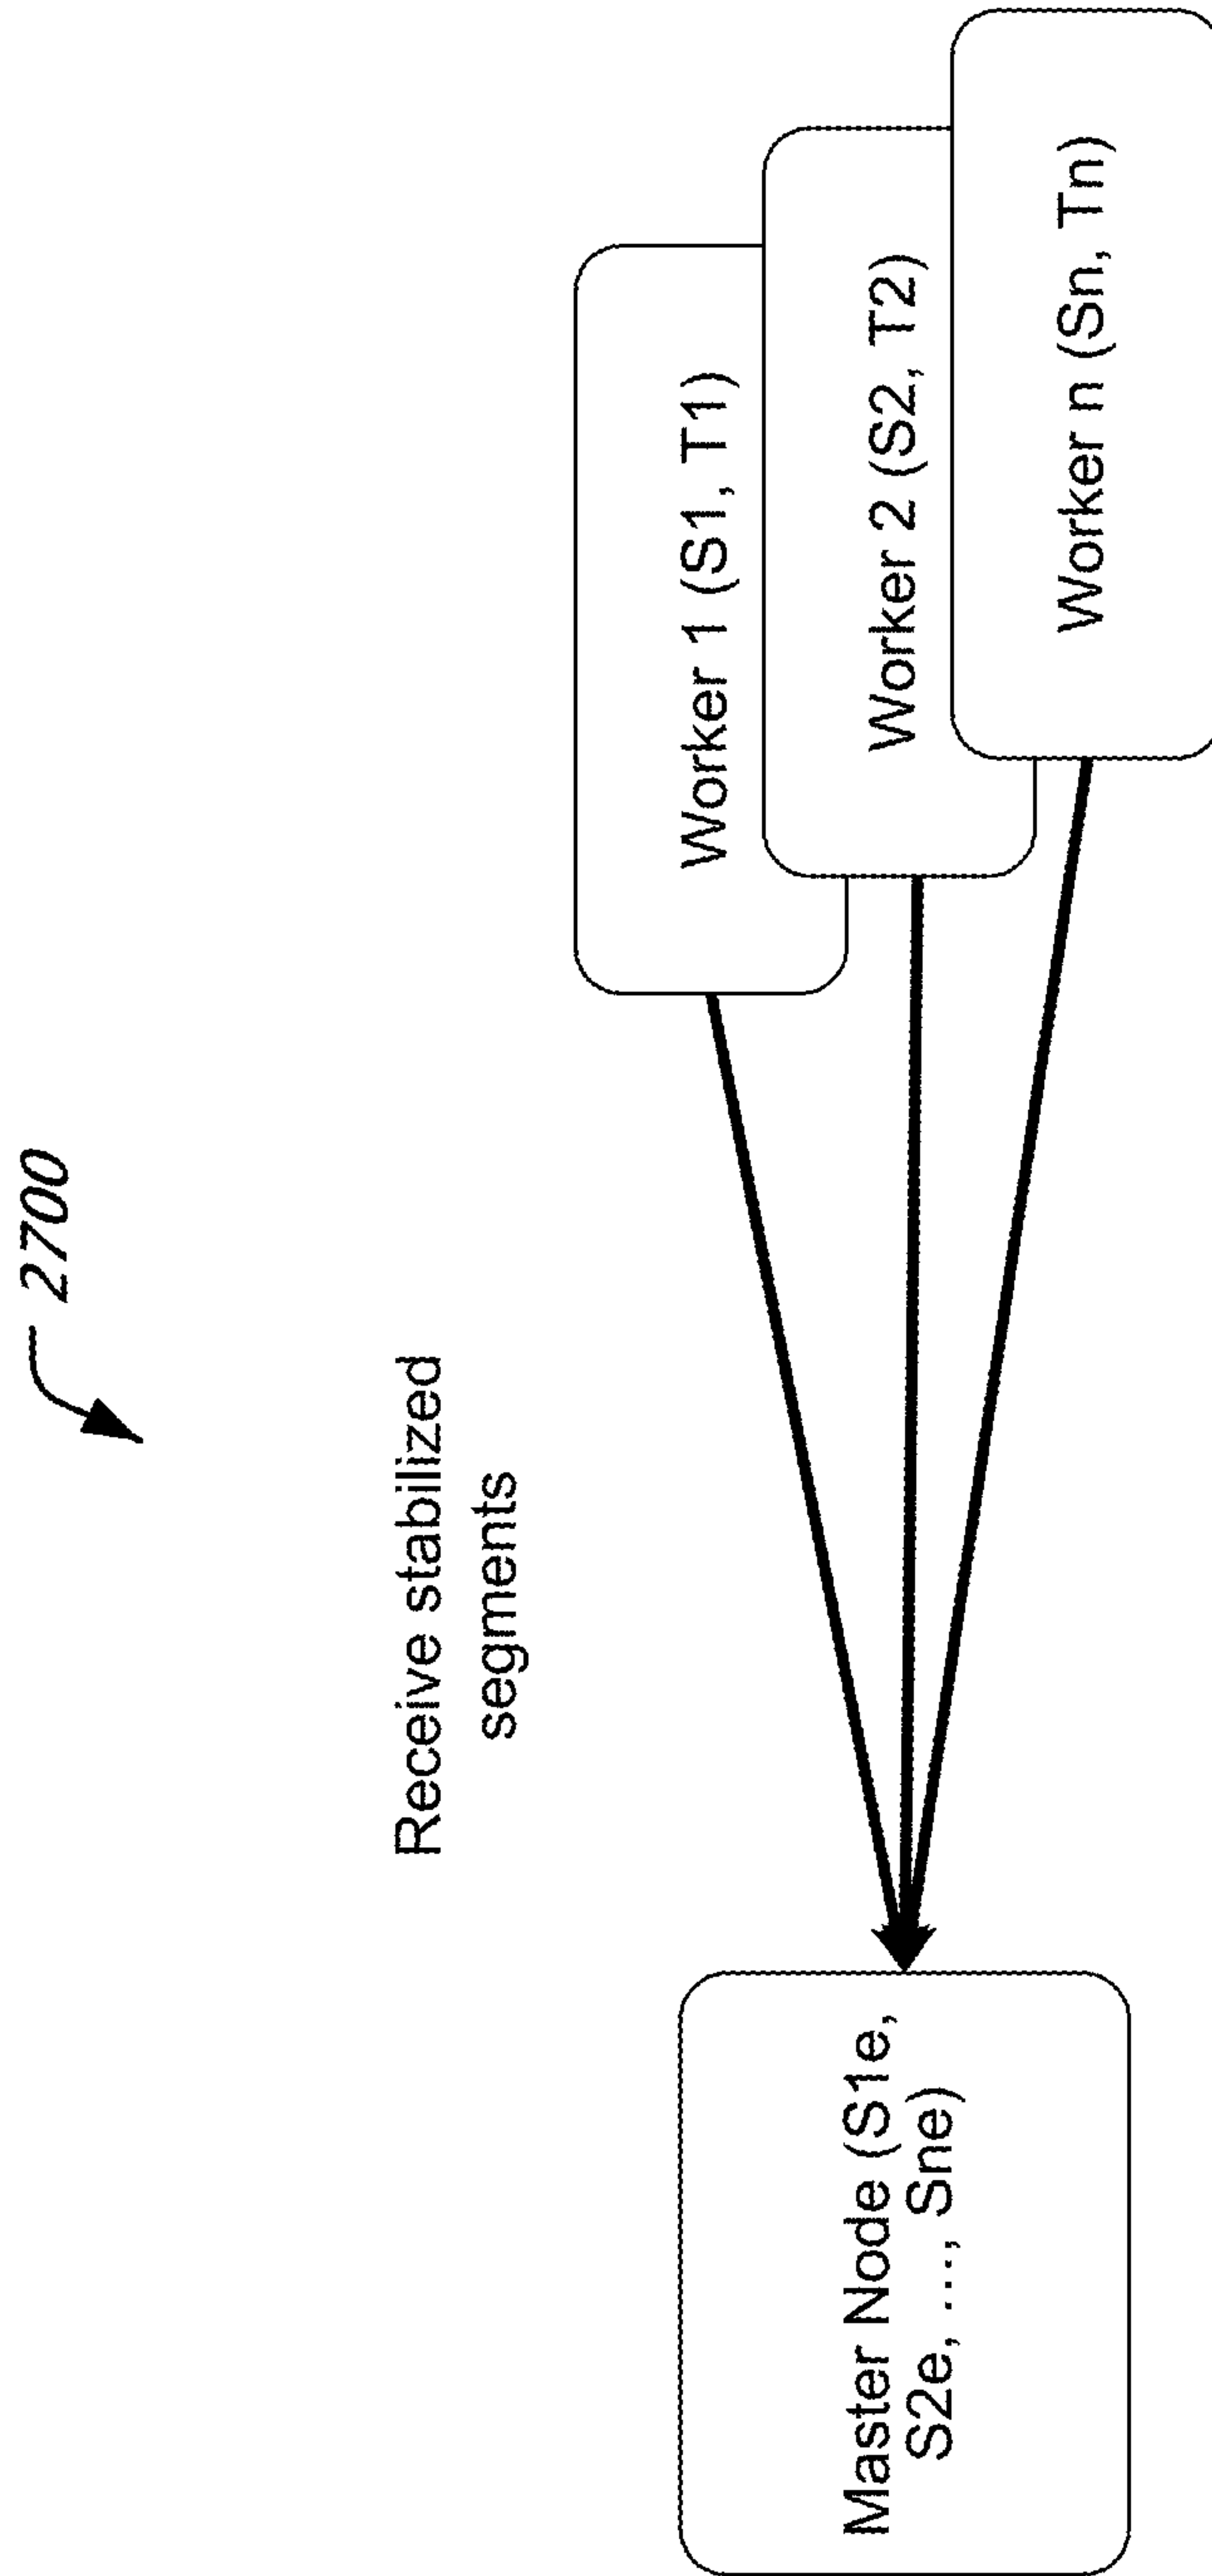 2700
Receive stabilized
segments
Master Node (S1e,
S2e, ...., Sne)
Worker 1 (S1, T1)
Worker 2 (S2, T2)
Worker n (Sn, Tn)